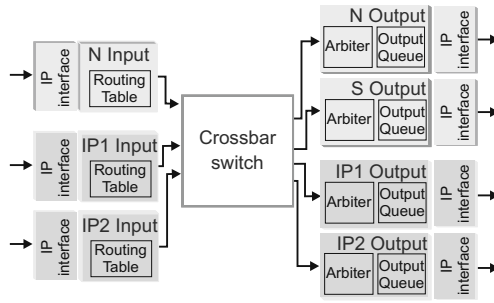 IP
interface
N Input
Routing
Table
IP
interface
IP1 Input
Routing
Table
IP
interface
IP2 Input
Routing
Table
Crossbar
switch
N Output
Arbiter
Output
Queue
IP
interface
S Output
Arbiter
Output
Queue
IP
interface
IP1 Output
Arbiter
Output
Queue
IP
interface
IP2 Output
Arbiter
Output
Queue
IP
interface